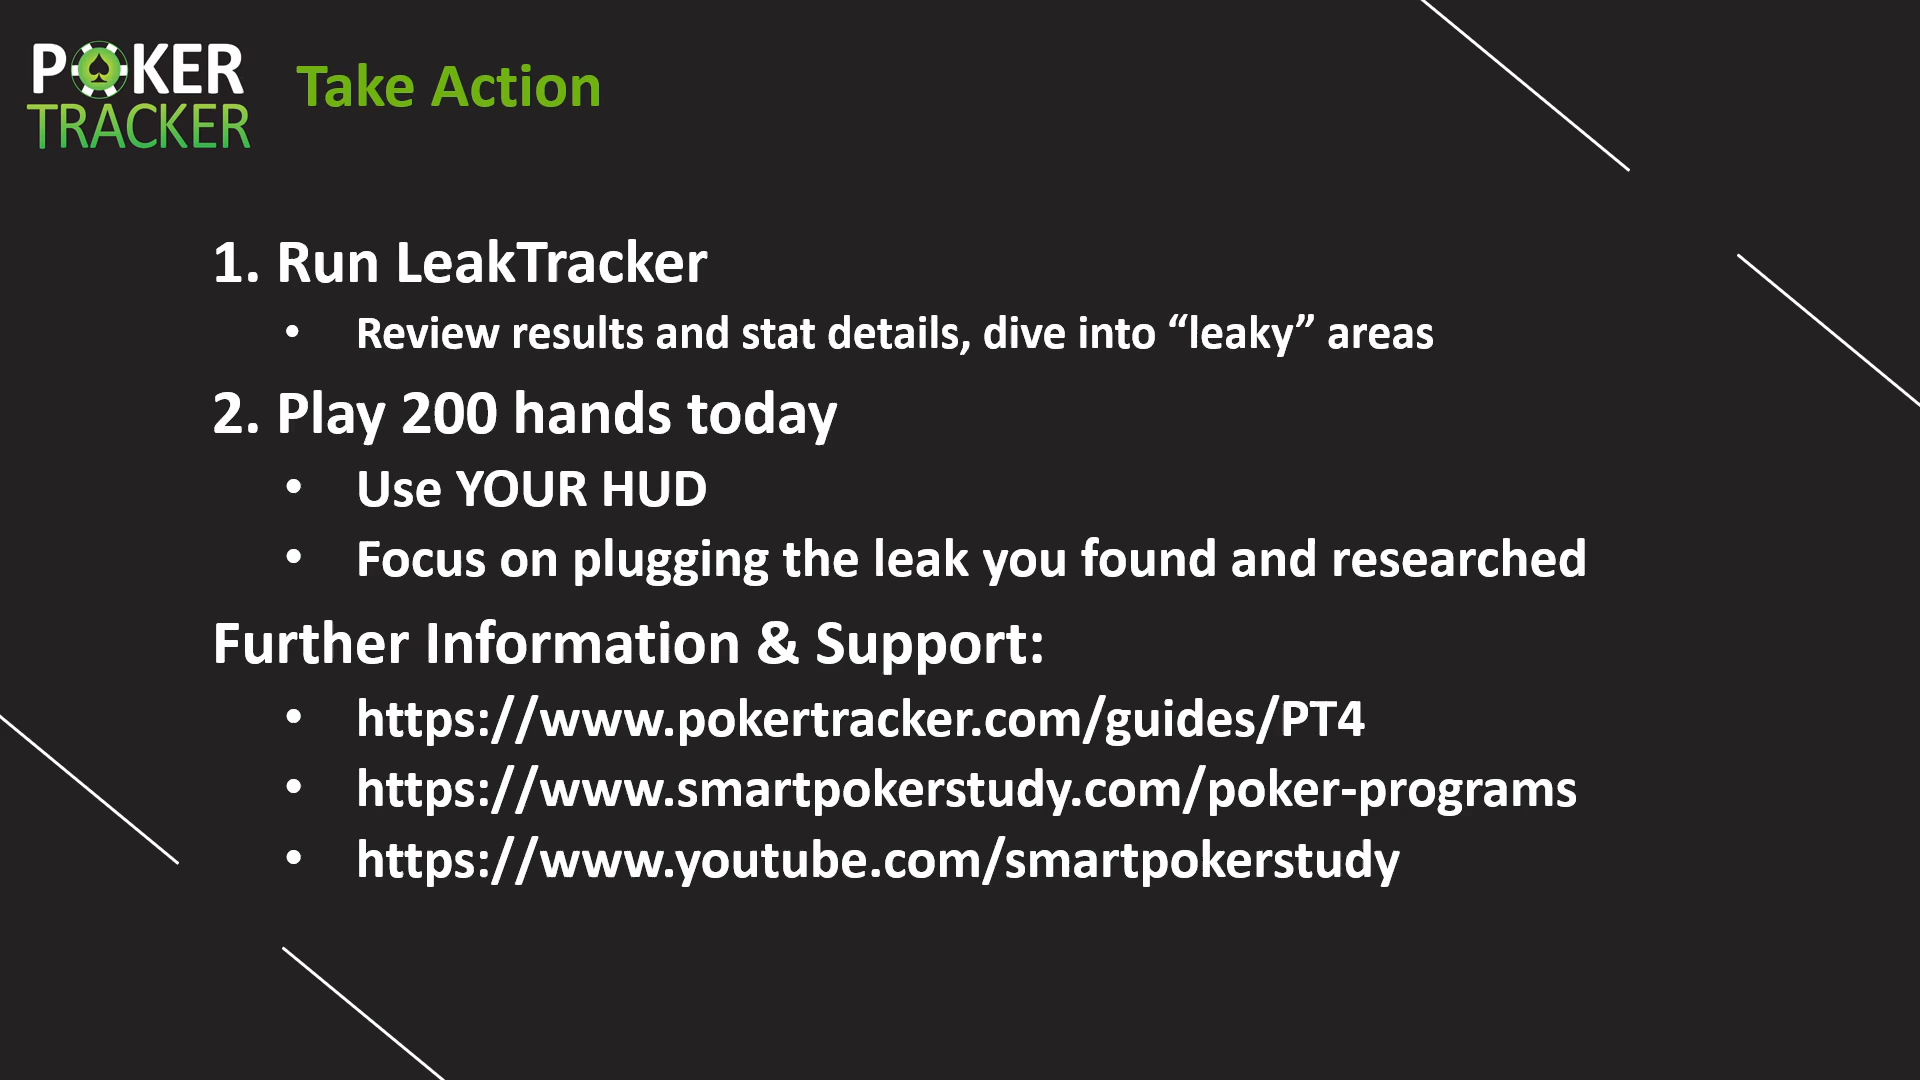 POKER
TRACKER
Take Action
1. Run LeakTracker
• Review results and stat details, dive into “leaky” areas
2. Play 200 hands today
• Use YOUR HUD
• Focus on plugging the leak you found and researched
Further Information & Support:
• https://www.pokertracker.com/guides/PT4
• https://www.smartpokerstudy.com/poker-programs
• https://www.youtube.com/smartpokerstudy